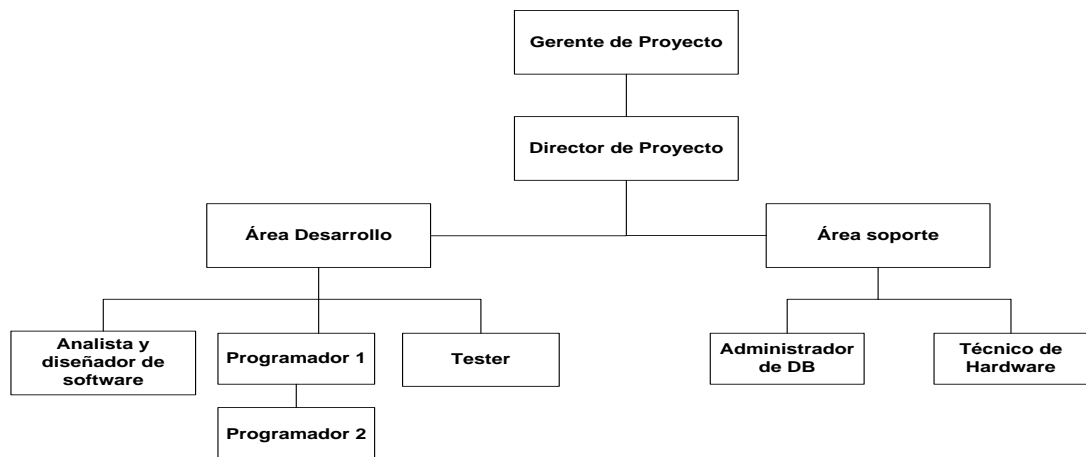 Gerente de Proyecto
Director de Proyecto
Área Desarrollo
Área soporte
Analista y
diseñador de
software
Programador 1
Tester
Administrador
de DB
Técnico de
Hardware
Programador 2